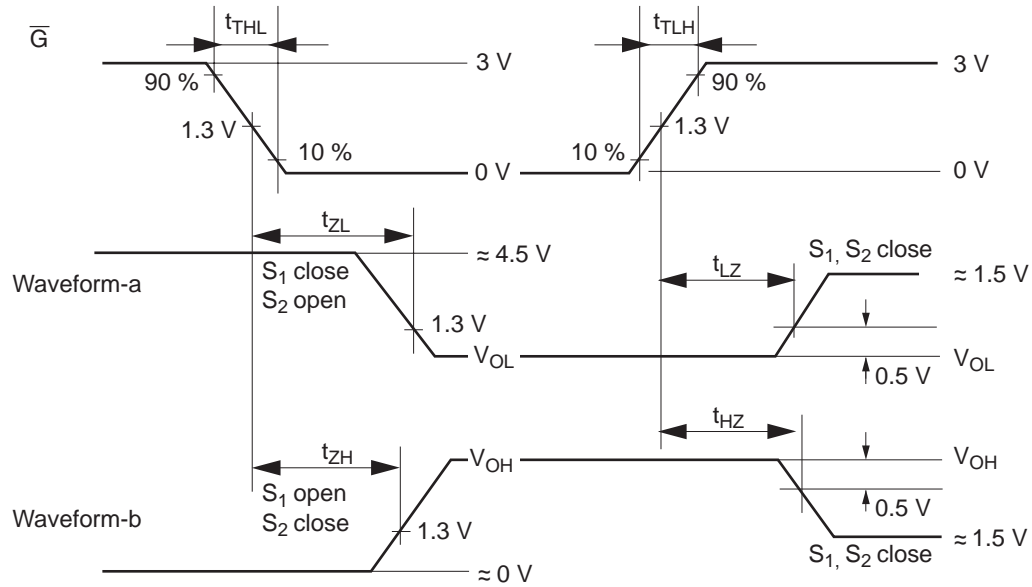 G̅
tTHL
tTLH
3 V
3 V
90 %
90 %
1.3 V
1.3 V
10 %
10 %
0 V
0 V
tZL
≈ 4.5 V
S1, S2 close
Waveform-a
S1 close
S2 open
tLZ
≈ 1.5 V
1.3 V
VOL
VOL
0.5 V
tHZ
tZH
VOH
VOH
S1 open
S2 close
0.5 V
Waveform-b
1.3 V
≈ 1.5 V
S1, S2 close
≈ 0 V